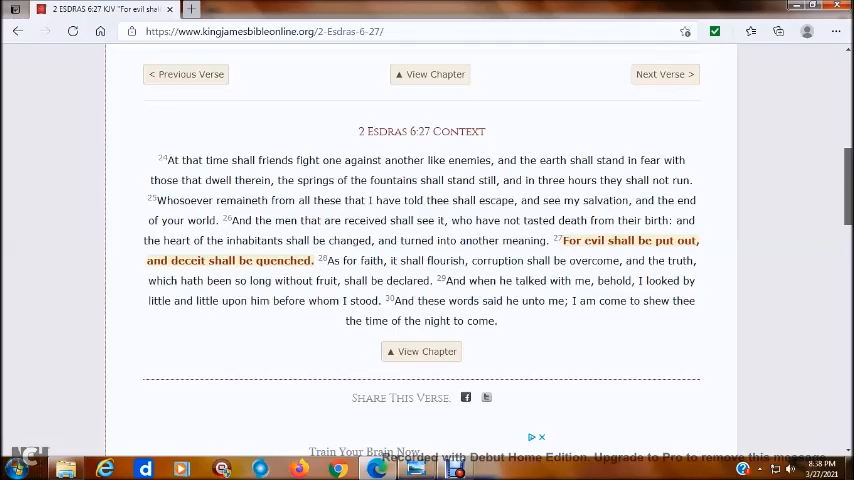 2 ESDRAS 6:27 KJV "For evil shall
https://www.kingjamesbibleonline.org/2-Esdras-6-27/
< Previous Verse
▲ View Chapter
Next Verse >
2 Esdras 6:27 Context
24At that time shall friends fight one against another like enemies, and the earth shall stand in fear with
those that dwell therein, the springs of the fountains shall stand still, and in three hours they shall not run.
25Whosoever remaineth from all these that I have told thee shall escape, and see my salvation, and the end
of your world. 26And the men that are received shall see it, who have not tasted death from their birth: and
the heart of the inhabitants shall be changed, and turned into another meaning. 27For evil shall be put out,
and deceit shall be quenched. 28As for faith, it shall flourish, corruption shall be overcome, and the truth,
which hath been so long without fruit, shall be declared. 29And when he talked with me, behold, I looked by
little and little upon him before whom I stood. 30And these words said he unto me; I am come to shew thee
the time of the night to come.
▲ View Chapter
Share This Verse.
Train Your Brain Now
Recorded with Debut Home Edition. Upgrade to Pro to remove this message
NCH
8:38 PM
3/27/2021